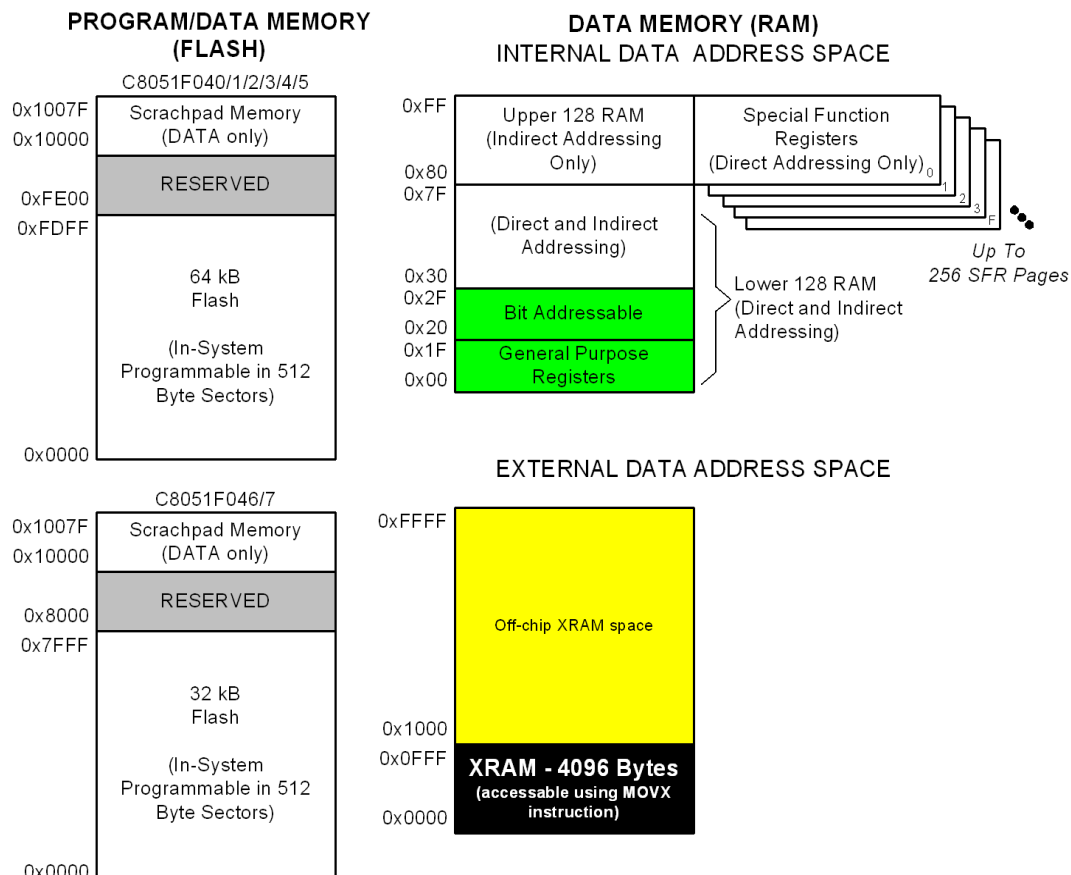 PROGRAM/DATA MEMORY
(FLASH)
C8051F040/1/2/3/4/5
0x1007F
Scrachpad Memory
0x10000
(DATA only)
RESERVED
0xFE00
0xFDFF
64 kB
Flash
(In-System
Programmable in 512
Byte Sectors)
0x0000
C8051F046/7
0x1007F
Scrachpad Memory
0x10000
(DATA only)
RESERVED
0x8000
0x7FFF
32 kB
Flash
(In-System
Programmable in 512
Byte Sectors)
0x0000
DATA MEMORY (RAM)
INTERNAL DATA ADDRESS SPACE
0xFF
Upper 128 RAM
(Indirect Addressing
Only)
0x80
Special Function
Registers
(Direct Addressing Only)
0
1
2
3
F
Up To
256 SFR Pages
0x7F
(Direct and Indirect
Addressing)
0x30
0x2F
Bit Addressable
0x20
0x1F
General Purpose
Registers
0x00
Lower 128 RAM
(Direct and Indirect
Addressing)
EXTERNAL DATA ADDRESS SPACE
0xFFFF
Off-chip XRAM space
0x1000
0x0FFF
XRAM - 4096 Bytes
(accessable using MOVX
instruction)
0x0000